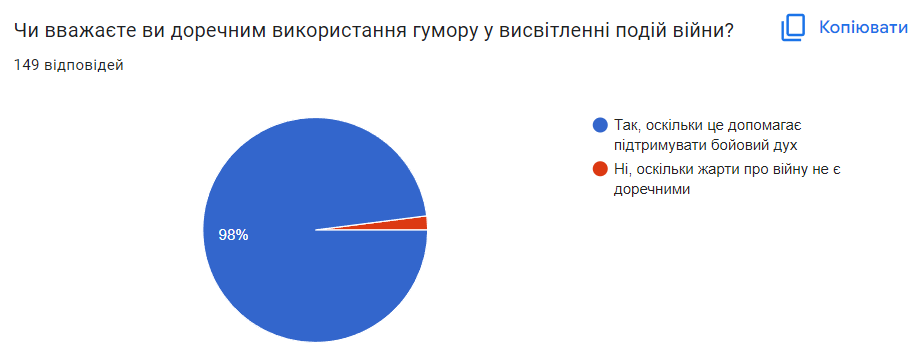 Чи вважаєте ви доречним використання гумору у висвітленні подій війни?
Копіювати
149 відповідей
Так, оскільки це допомагає
підтримувати бойовий дух
Ні, оскільки жарти про війну не є
доречними
98%